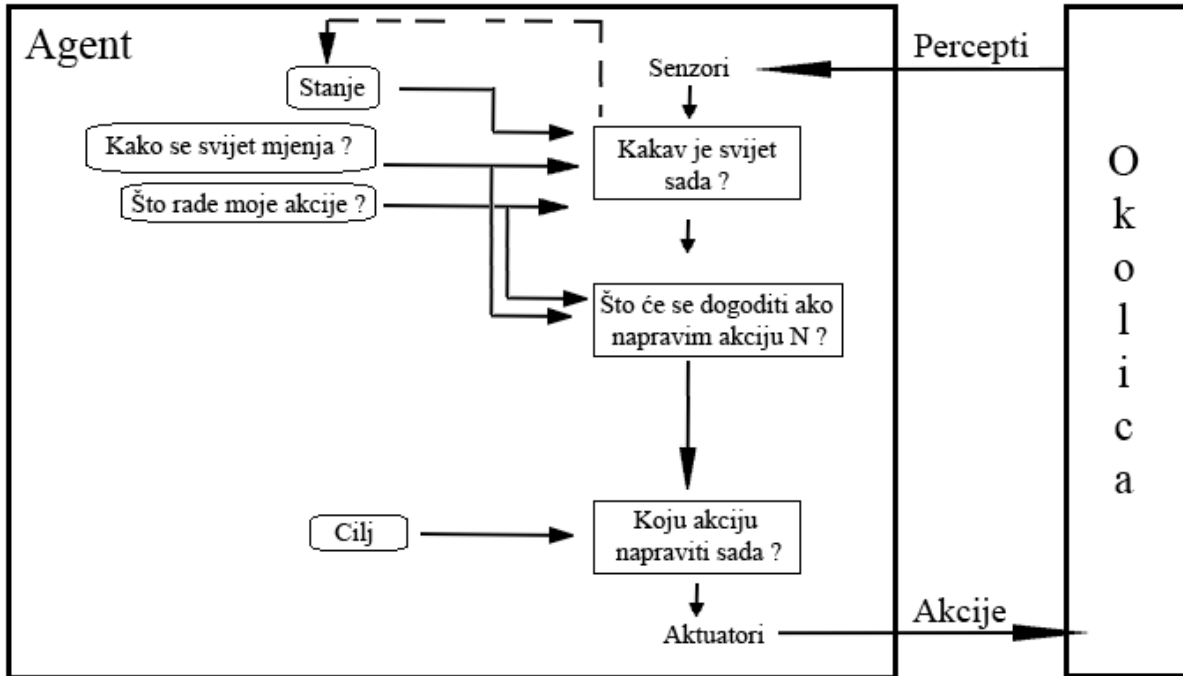 Agent
Percepti
Senzori
Stanje
Kako se svijet mjenja ?
Kakav je svijet
sada ?
Što rade moje akcije ?
Što će se dogoditi ako
napravim akciju N ?
Cilj
Koju akciju
napraviti sada ?
Aktuatori
Akcije
Okolica